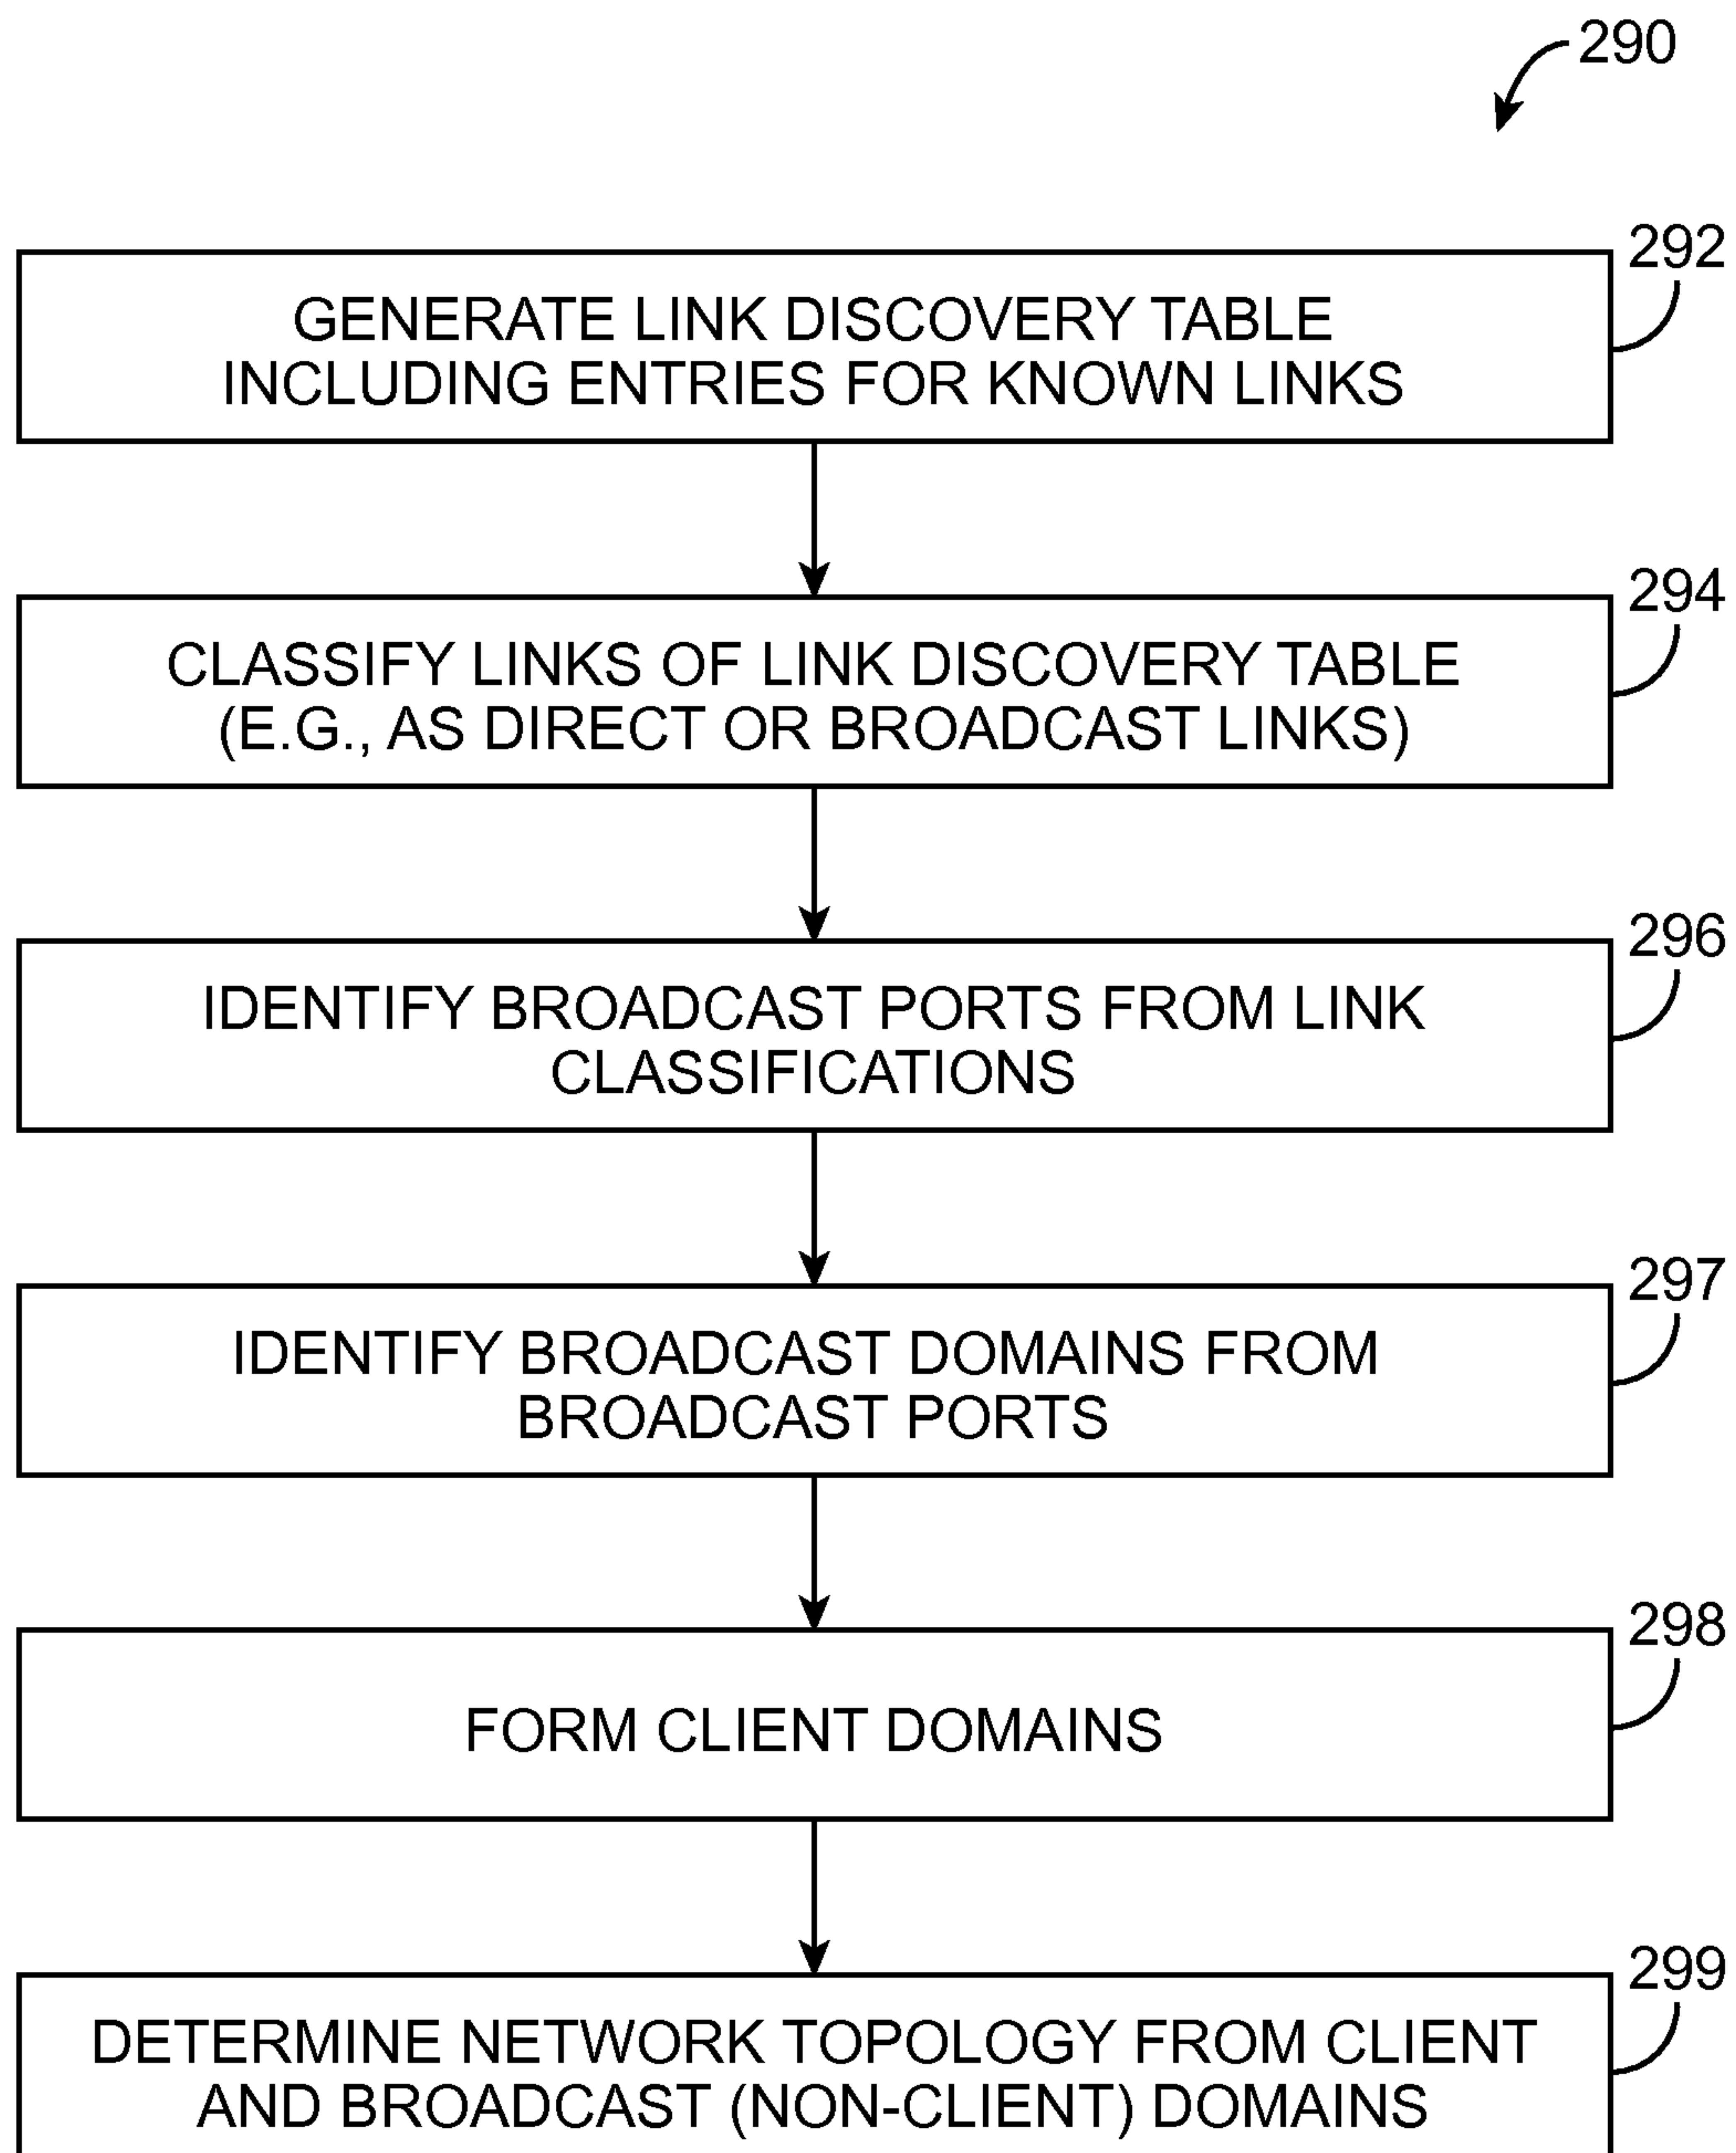 290
292
GENERATE LINK DISCOVERY TABLE
INCLUDING ENTRIES FOR KNOWN LINKS
294
CLASSIFY LINKS OF LINK DISCOVERY TABLE
(E.G., AS DIRECT OR BROADCAST LINKS)
296
IDENTIFY BROADCAST PORTS FROM LINK
CLASSIFICATIONS
297
IDENTIFY BROADCAST DOMAINS FROM
BROADCAST PORTS
298
FORM CLIENT DOMAINS
299
DETERMINE NETWORK TOPOLOGY FROM CLIENT
AND BROADCAST (NON-CLIENT) DOMAINS